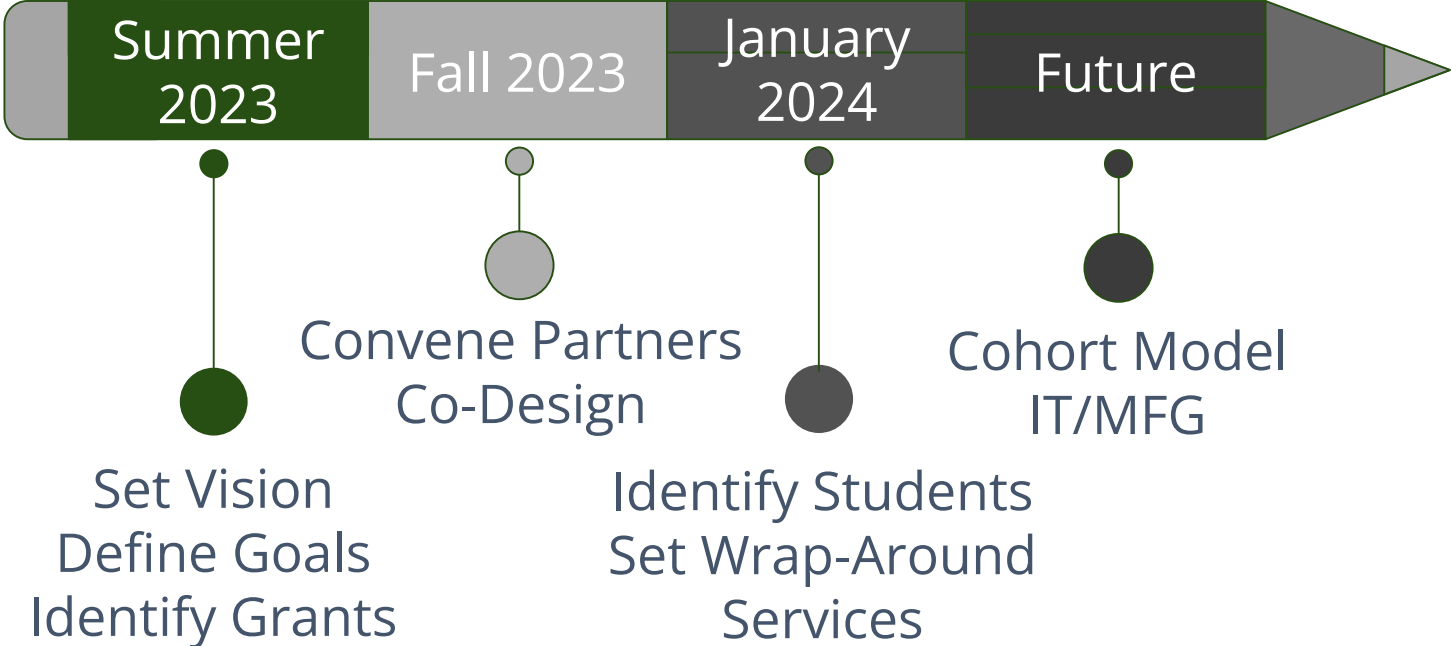 Summer
2023
Fall 2023
January
2024
Future
Convene Partners
Co-Design
Cohort Model
IT/MFG
Set Vision
Define Goals
Identify Grants
Identify Students
Set Wrap-Around
Services